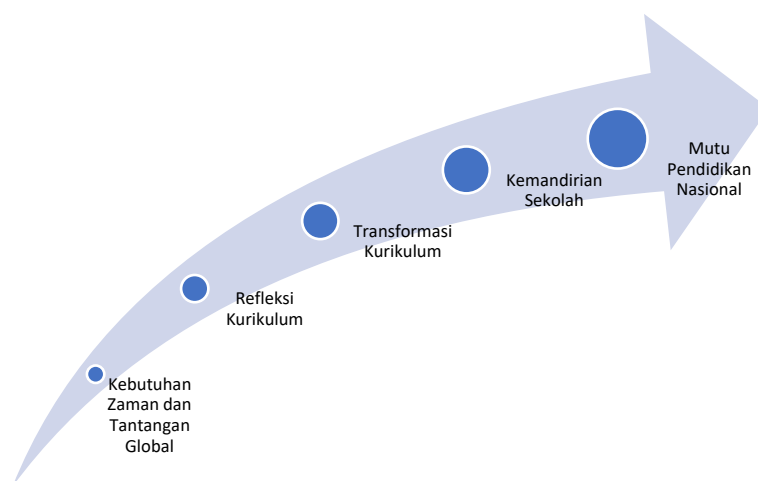 Mutu
Pendidikan
Nasional
Kemandirian
Sekolah
Transformasi
Kurikulum
Refleksi
Kurikulum
Kebutuhan
Zaman dan
Tantangan
Global